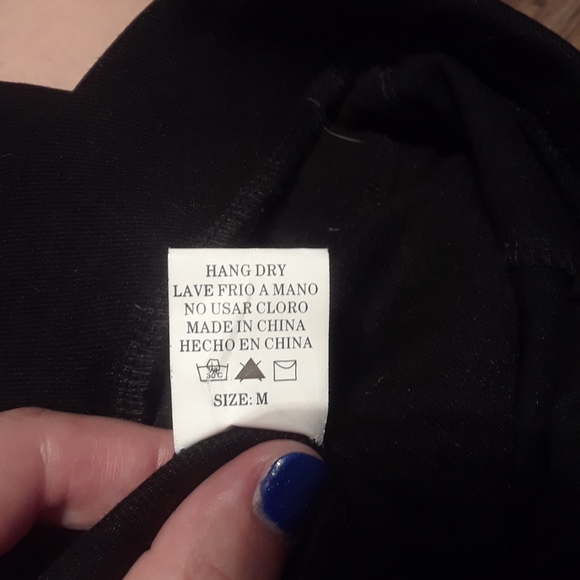 HANG DRY
LAVE FRIO A MANO
NO USAR CLORO
MADE IN CHINA
HECHO EN CHINA
SIZE: M